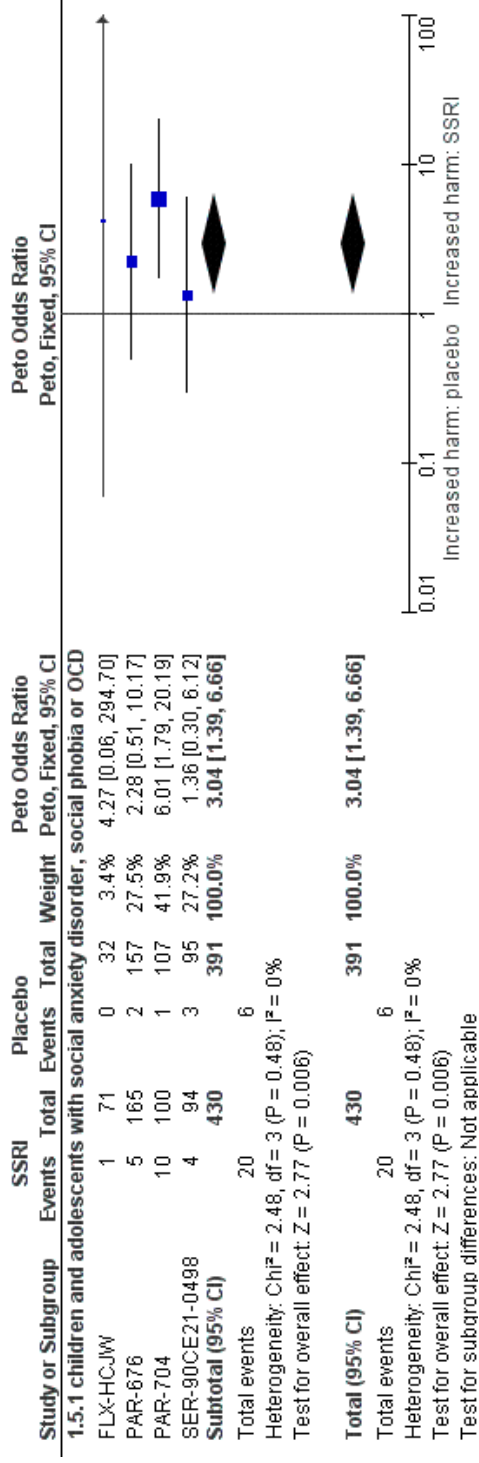 SSRI Placebo Peto Odds Ratio Peto Odds Ratio
Study or Subgroup Events Total Events Total Weight Peto, Fixed, 95% CI Peto, Fixed, 95% CI
1.5.1 children and adolescents with social anxiety disorder, social phobia or OCD
FLX-HCJW 1 71 0 32 3.4% 4.27 [0.06, 294.70]
PAR-676 5 165 2 157 27.5% 2.28 [0.51, 10.17]
PAR-704 10 100 1 107 41.9% 6.01 [1.79, 20.19]
SER-90CE21-0498 4 94 3 95 27.2% 1.36 [0.30, 6.12]
Subtotal (95% CI) 430 391 100.0% 3.04 [1.39, 6.66]
Total events 20 6
Heterogeneity: Chi² = 2.48, df = 3 (P = 0.48); I² = 0%
Test for overall effect: Z = 2.77 (P = 0.006)
Total (95% CI) 430 391 100.0% 3.04 [1.39, 6.66]
Total events 20 6
Heterogeneity: Chi² = 2.48, df = 3 (P = 0.48); I² = 0%
Test for overall effect: Z = 2.77 (P = 0.006)
Test for subgroup differences: Not applicable
0.01 0.1 1 10 100
Increased harm: placebo Increased harm: SSRI